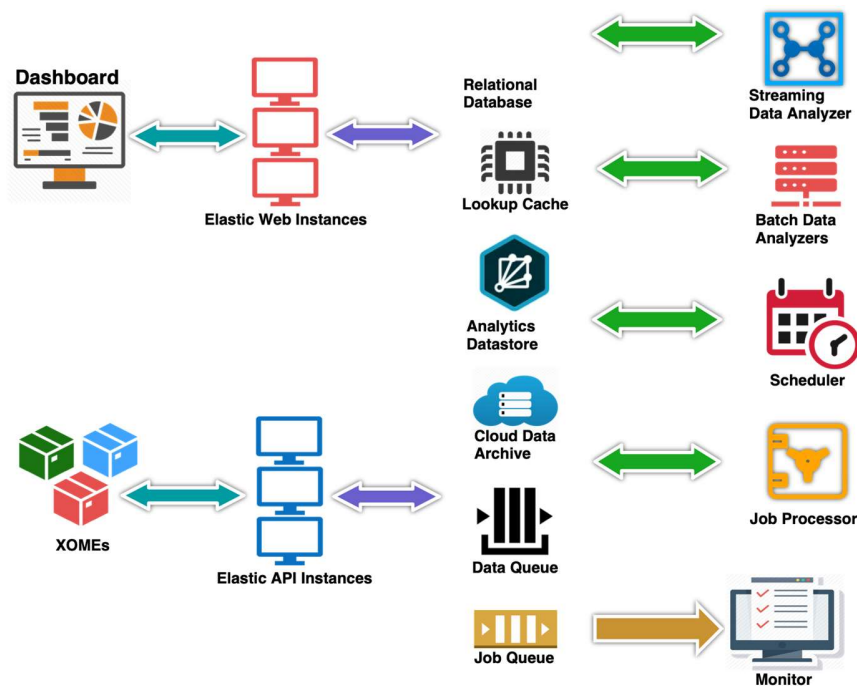 Dashboard
Elastic Web Instances
Relational
Database
Lookup Cache
Analytics
Datastore
Cloud Data
Archive
Data Queue
Job Queue
Streaming
Data Analyzer
Batch Data
Analyzers
Scheduler
Job Processor
Monitor
XOMEs
Elastic API Instances